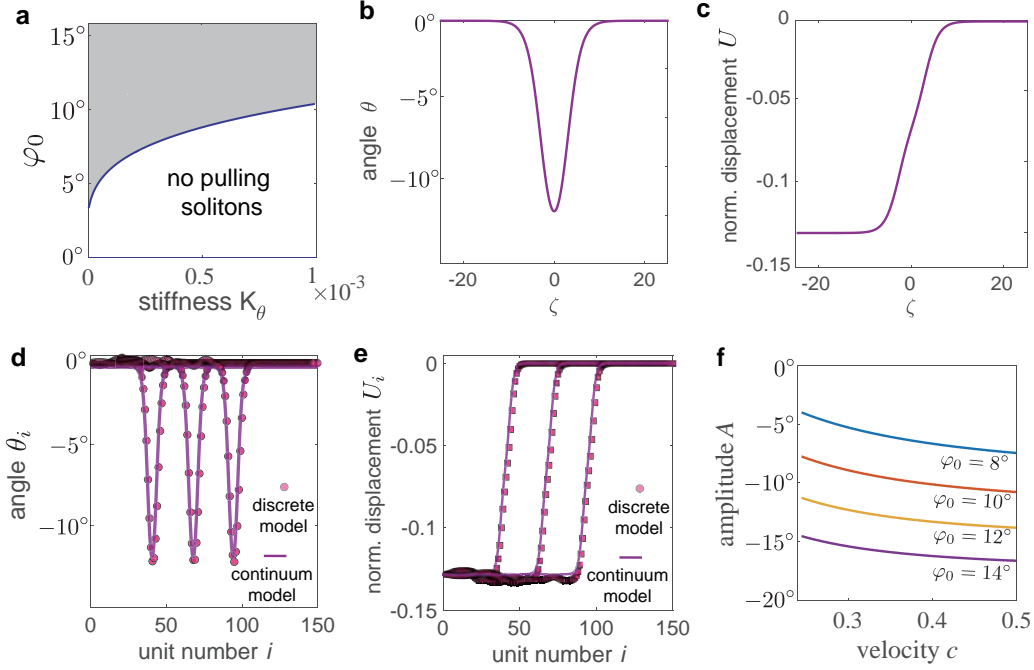 a
15°
10°
5°
0°
φ₀
no pulling
solitons
0
0.5
1
×10⁻³
stiffness K_θ
b
0°
−5°
−10°
angle θ
-20
0
20
ζ
c
0
-0.05
-0.1
-0.15
norm. displacement U
-20
0
20
ζ
d
0°
−5°
−10°
angle θᵢ
discrete
model
continuum
model
0
50
100
150
unit number i
e
0
-0.05
-0.1
-0.15
norm. displacement Uᵢ
discrete
model
continuum
model
0
50
100
150
unit number i
f
0°
−5°
−10°
−15°
−20°
amplitude A
φ₀ = 8°
φ₀ = 10°
φ₀ = 12°
φ₀ = 14°
0.3
0.4
0.5
velocity c